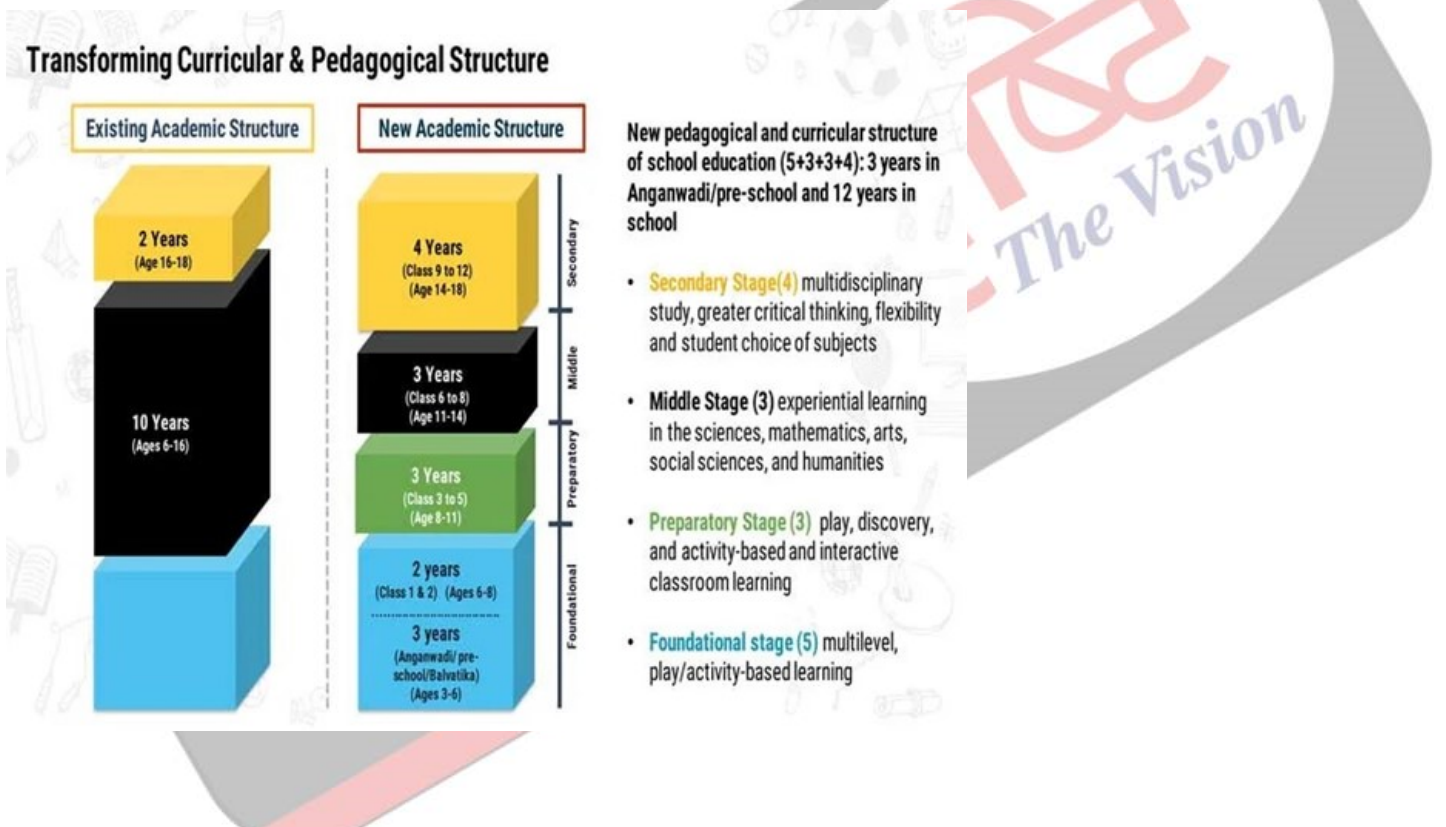 Transforming Curricular & Pedagogical Structure
Existing Academic Structure
2 Years
(Age 16-18)
10 Years
(Ages 6-16)
New Academic Structure
4 Years
(Class 9 to 12)
(Age 14-18)
3 Years
(Class 6 to 8)
(Age 11-14)
3 Years
(Class 3 to 5)
(Age 8-11)
2 years
(Class 1 & 2) (Ages 6-8)
3 years
(Anganwadi/ pre-
school/Balvatika)
(Ages 3-6)
Secondary
Middle
Preparatory
Foundational
New pedagogical and curricular structure
of school education (5+3+3+4): 3 years in
Anganwadi/pre-school and 12 years in
school
• Secondary Stage(4) multidisciplinary
study, greater critical thinking, flexibility
and student choice of subjects
• Middle Stage (3) experiential learning
in the sciences, mathematics, arts,
social sciences, and humanities
• Preparatory Stage (3) play, discovery,
and activity-based and interactive
classroom learning
• Foundational stage (5) multilevel,
play/activity-based learning
The Vision